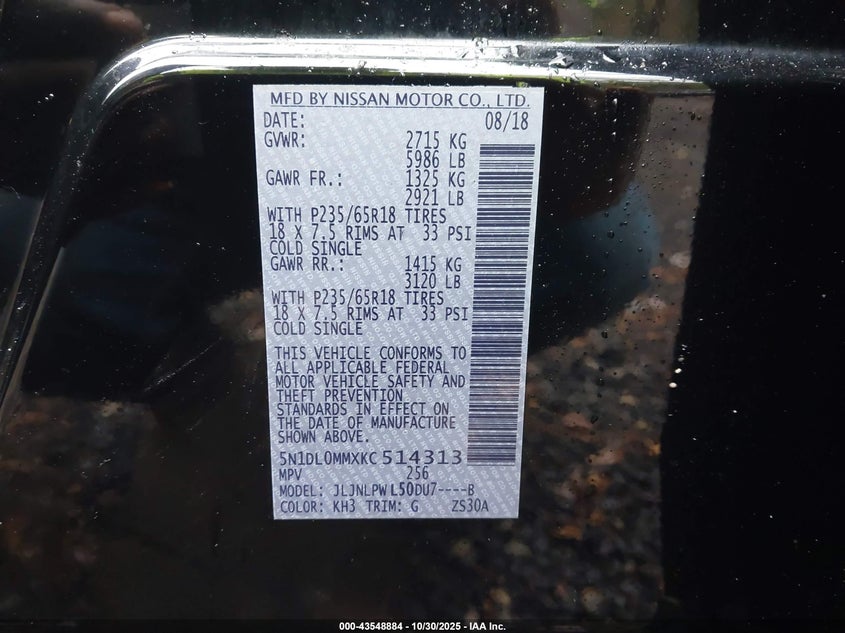 MFD BY NISSAN MOTOR CO., LTD.
DATE: 08/18
GVWR: 2715 KG
5986 LB
GAWR FR.: 1325 KG
2921 LB
WITH P235/65R18 TIRES
18 X 7.5 RIMS AT 33 PSI
COLD SINGLE
GAWR RR.: 1415 KG
3120 LB
WITH P235/65R18 TIRES
18 X 7.5 RIMS AT 33 PSI
COLD SINGLE
THIS VEHICLE CONFORMS TO
ALL APPLICABLE FEDERAL
MOTOR VEHICLE SAFETY AND
THEFT PREVENTION
STANDARDS IN EFFECT ON
THE DATE OF MANUFACTURE
SHOWN ABOVE.
5N1DL0MMXKC514313
MPV 256
MODEL: JLJNLPWL50DU7----B
COLOR: KH3 TRIM: G ZS30A
000-43548884 - 10/30/2025 - IAA Inc.